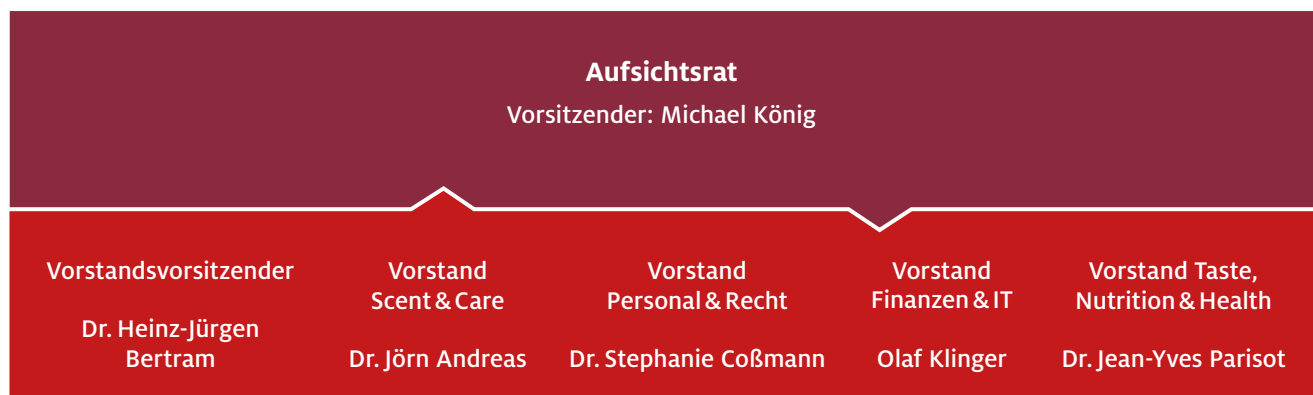 Aufsichtsrat
Vorsitzender: Michael König
Vorstandsvorsitzender
Dr. Heinz-Jürgen
Bertram
Vorstand
Scent & Care
Dr. Jörn Andreas
Vorstand
Personal & Recht
Dr. Stephanie Coßmann
Vorstand
Finanzen & IT
Olaf Klinger
Vorstand Taste,
Nutrition & Health
Dr. Jean-Yves Parisot